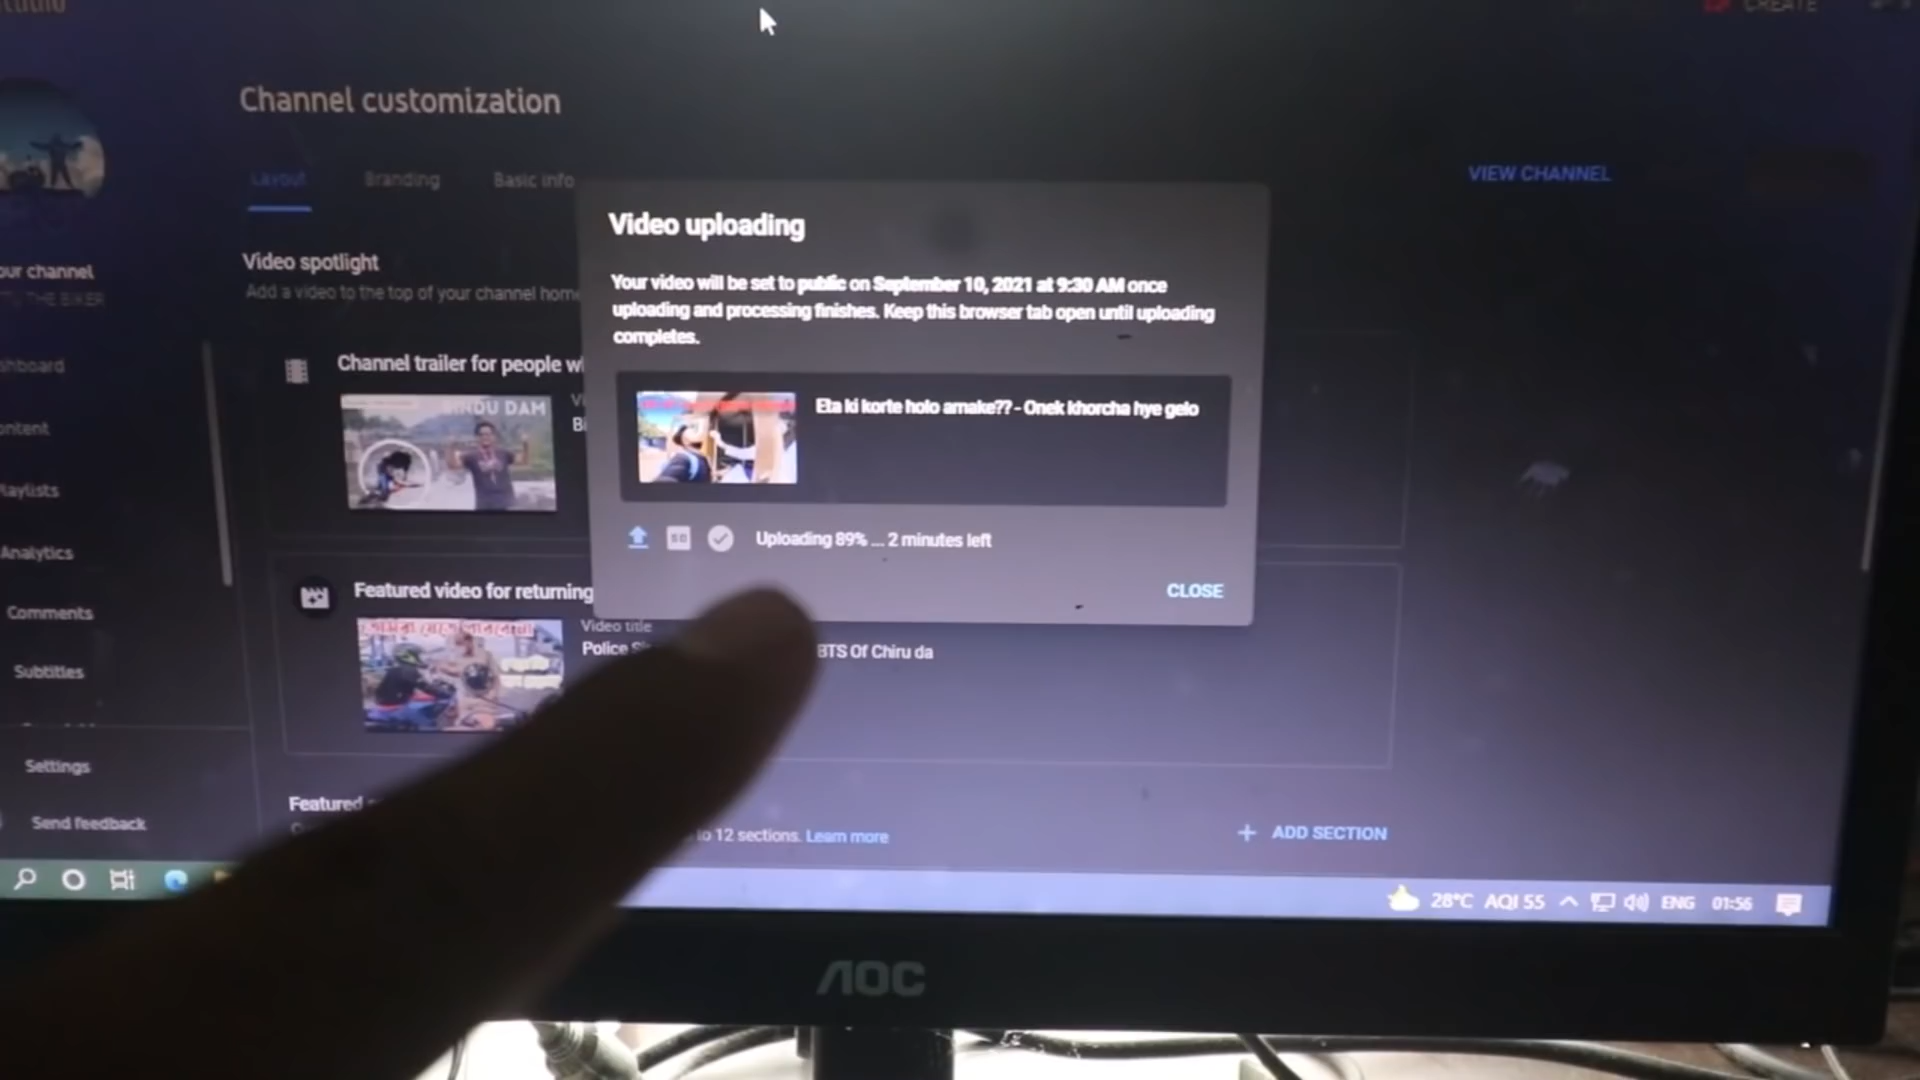 CREATE
Channel customization
Layout
Branding
Basic info
VIEW CHANNEL
Video uploading
Your video will be set to public on September 10, 2021 at 9:30 AM once
uploading and processing finishes. Keep this browser tab open until uploading
completes.
Eta ki korte holo amake?? - Onek khorcha hye gelo
Uploading 89% ... 2 minutes left
CLOSE
Video spotlight
Add a video to the top of your channel
Channel trailer for people
DAM
Featured video for returning
Video title
Police
BTS Of Chiru da
Featured
to 12 sections. Learn more
+ ADD SECTION
channel
THE BIKER
Analytics
Comments
Subtitles
Settings
Send feedback
28°C AQI 55
ENG
01:56
AOC